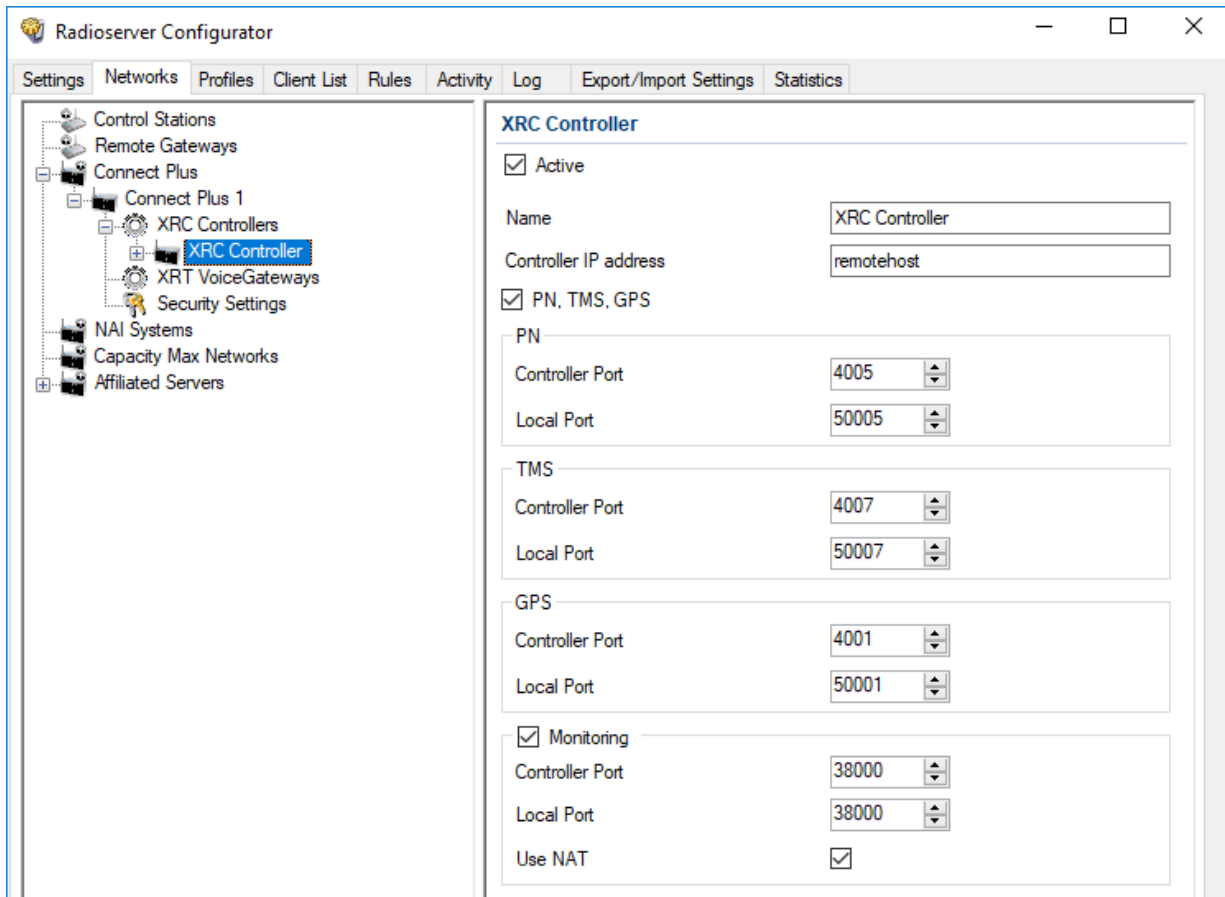 Radioserver Configurator
Settings Networks Profiles Client List Rules Activity Log Export/Import Settings Statistics
Control Stations
Remote Gateways
Connect Plus
Connect Plus 1
XRC Controllers
XRC Controller
XRT VoiceGateways
Security Settings
NAI Systems
Capacity Max Networks
Affiliated Servers
XRC Controller
Active
Name XRC Controller
Controller IP address remotehost
PN, TMS, GPS
PN
Controller Port 4005
Local Port 50005
TMS
Controller Port 4007
Local Port 50007
GPS
Controller Port 4001
Local Port 50001
Monitoring
Controller Port 38000
Local Port 38000
Use NAT